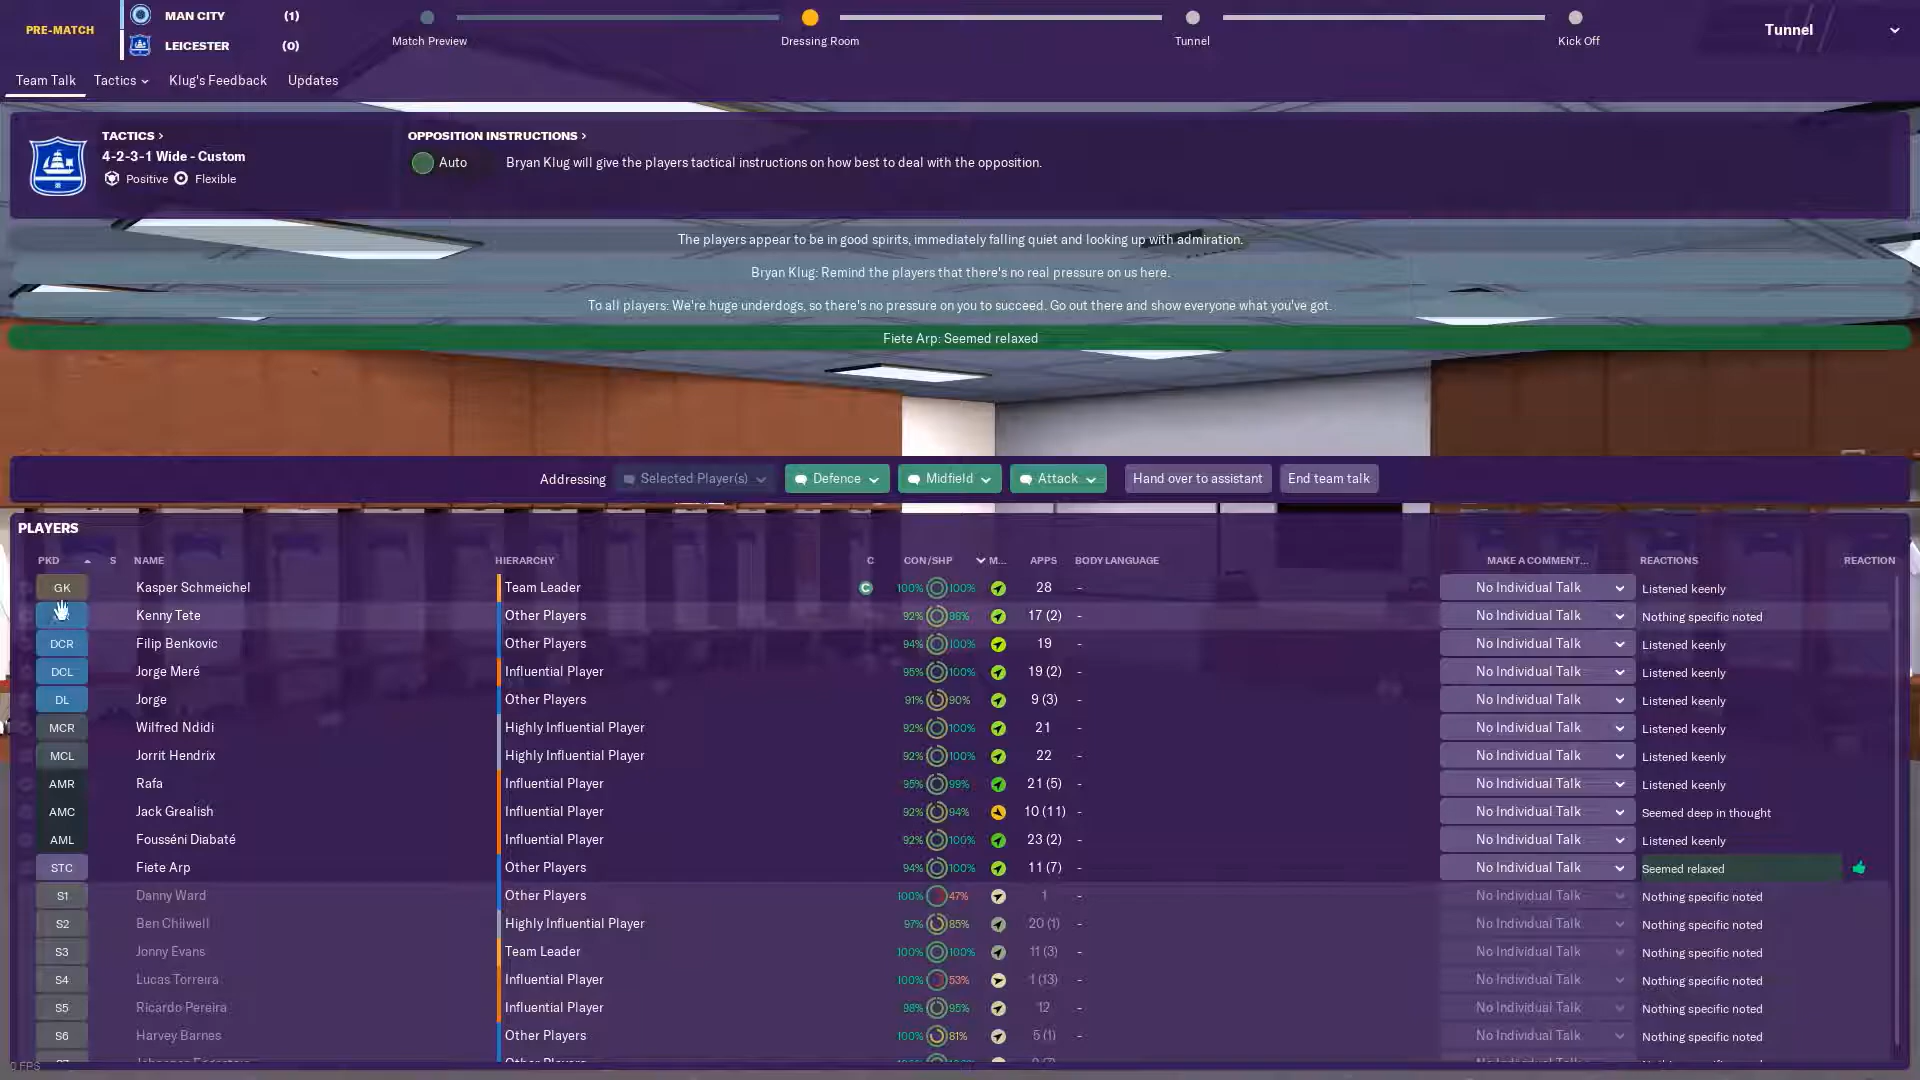 PRE-MATCH
MAN CITY (1)
LEICESTER (0)
Match Preview
Dressing Room
Tunnel
Kick Off
Tunnel
Team Talk Tactics Klug's Feedback Updates
TACTICS >
4-2-3-1 Wide - Custom
Positive Flexible
OPPOSITION INSTRUCTIONS >
Auto Bryan Klug will give the players tactical instructions on how best to deal with the opposition.
The players appear to be in good spirits, immediately falling quiet and looking up with admiration.
Bryan Klug: Remind the players that there's no real pressure on us here.
To all players: We're huge underdogs, so there's no pressure on you to succeed. Go out there and show everyone what you've got.
Fiete Arp: Seemed relaxed
Addressing Selected Player(s) Defence Midfield Attack Hand over to assistant End team talk
PLAYERS
PKD S NAME HIERARCHY C CON/SHP M... APPS BODY LANGUAGE MAKE A COMMENT... REACTIONS REACTION
GK Kasper Schmeichel Team Leader C 100% 100% 28 - No Individual Talk Listened keenly
Kenny Tete Other Players 92% 98% 17 (2) - No Individual Talk Nothing specific noted
DCR Filip Benkovic Other Players 94% 100% 19 - No Individual Talk Listened keenly
DCL Jorge Meré Influential Player 95% 100% 19 (2) - No Individual Talk Listened keenly
DL Jorge Other Players 91% 90% 9 (3) - No Individual Talk Listened keenly
MCR Wilfred Ndidi Highly Influential Player 92% 100% 21 - No Individual Talk Listened keenly
MCL Jorrit Hendrix Highly Influential Player 92% 100% 22 - No Individual Talk Listened keenly
AMR Rafa Influential Player 95% 99% 21 (5) - No Individual Talk Listened keenly
AMC Jack Grealish Influential Player 92% 94% 10 (11) - No Individual Talk Seemed deep in thought
AML Fousséni Diabaté Influential Player 92% 100% 23 (2) - No Individual Talk Listened keenly
STC Fiete Arp Other Players 94% 100% 11 (7) - No Individual Talk Seemed relaxed
S1 Danny Ward Other Players 100% 47% 1 - No Individual Talk Nothing specific noted
S2 Ben Chilwell Highly Influential Player 97% 85% 20 (1) - No Individual Talk Nothing specific noted
S3 Jonny Evans Team Leader 100% 100% 11 (3) - No Individual Talk Nothing specific noted
S4 Lucas Torreira Influential Player 100% 53% 1 (13) - No Individual Talk Nothing specific noted
S5 Ricardo Pereira Influential Player 98% 95% 12 - No Individual Talk Nothing specific noted
S6 Harvey Barnes Other Players 100% 81% 5 (1) - No Individual Talk Nothing specific noted
0 FPS